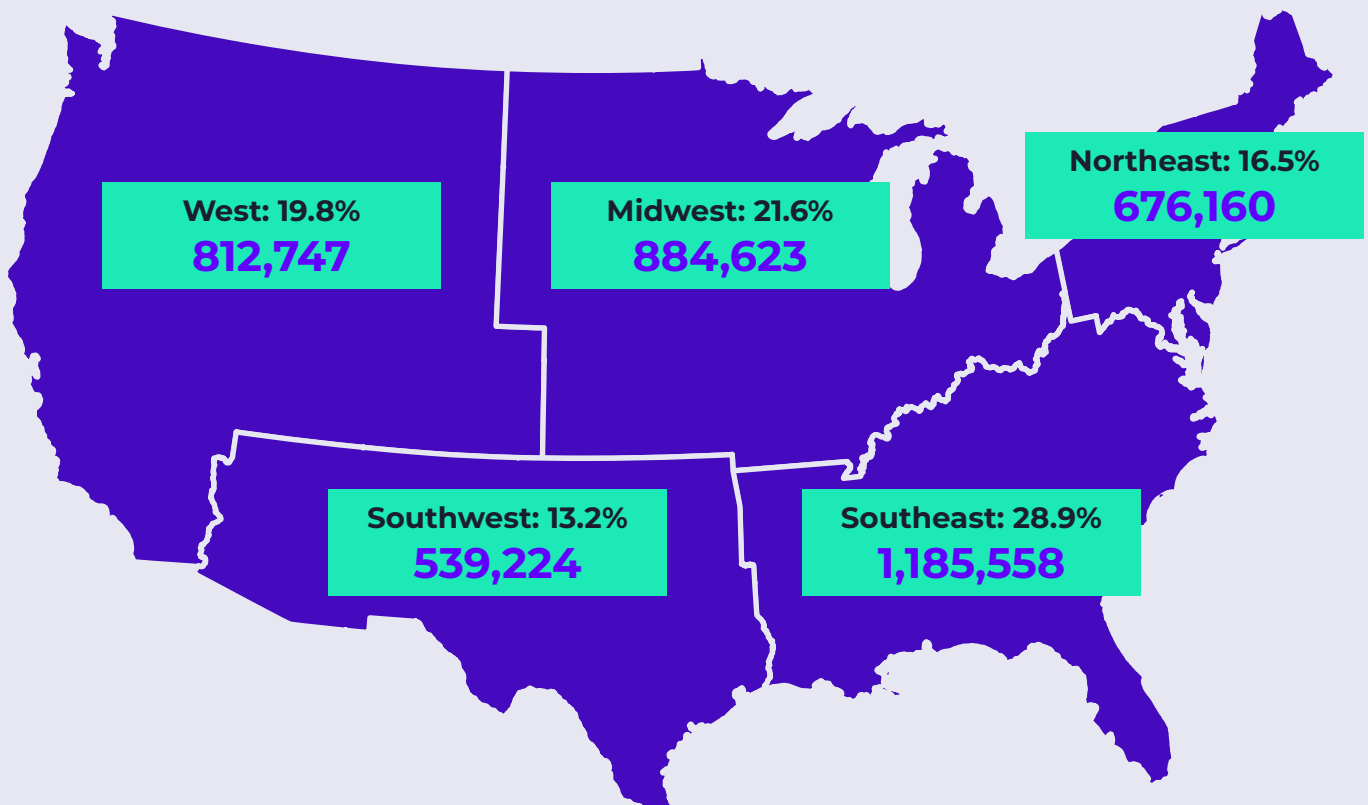 Northeast: 16.5%
676,160
West: 19.8%
812,747
Midwest: 21.6%
884,623
Southwest: 13.2%
539,224
Southeast: 28.9%
1,185,558